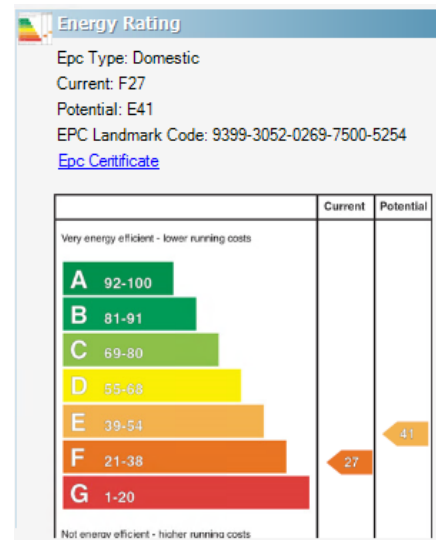 Energy Rating
Epc Type: Domestic
Current: F27
Potential: E41
EPC Landmark Code: 9399-3052-0269-7500-5254
Epc Ceritificate
Current Potential
Very energy efficient - lower running costs
A 92-100
B 81-91
C 69-80
D 55-68
E 39-54
41
F 21-38
27
G 1-20
Not energy efficient - higher running costs